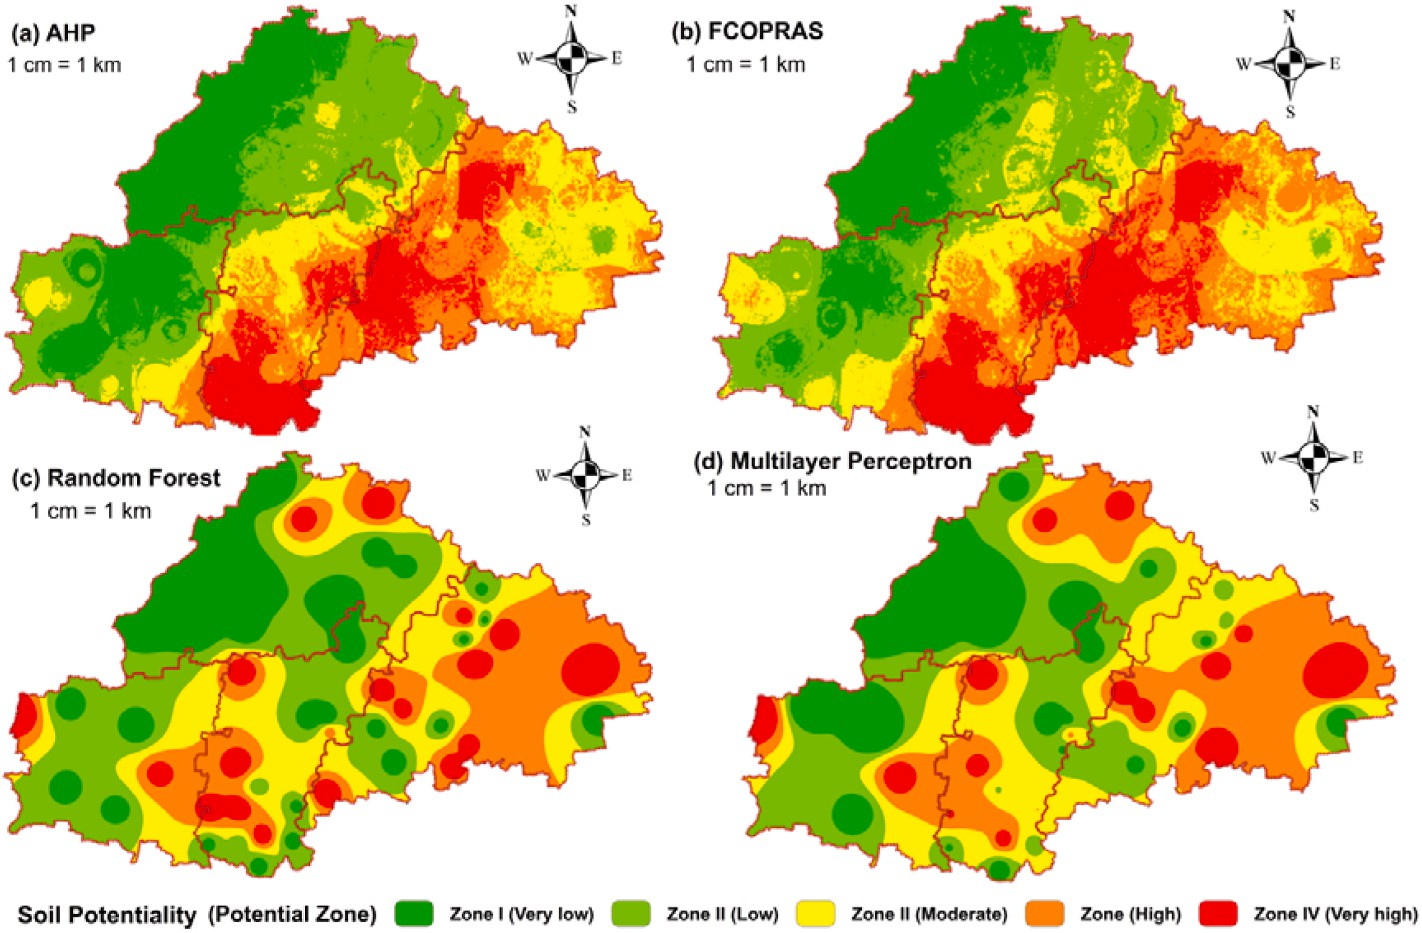 (a) AHP
1 cm = 1 km
N
W E
S
(b) FCOPRAS
1 cm = 1 km
N
W E
S
(c) Random Forest
1 cm = 1 km
N
W E
S
(d) Multilayer Perceptron
1 cm = 1 km
N
W E
S
Soil Potentiality (Potential Zone) Zone I (Very low) Zone II (Low) Zone II (Moderate) Zone (High) Zone IV (Very high)